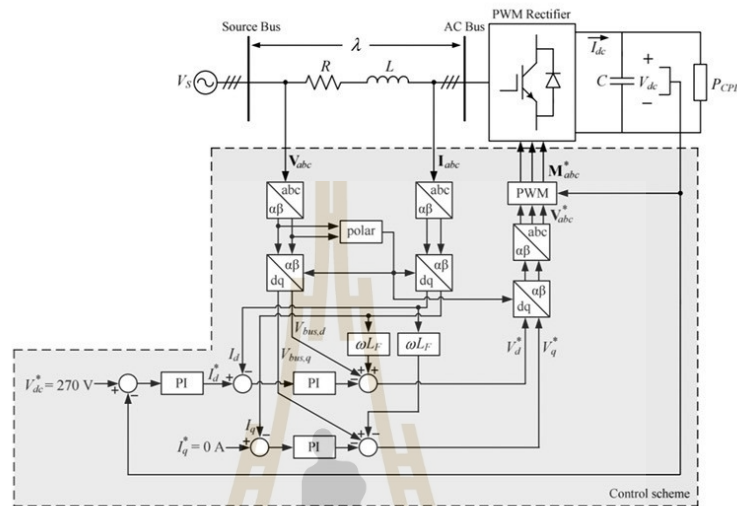 Source Bus
AC Bus
PWM Rectifier
λ
I_dc
V_S
R
L
C
+
V_dc
−
P_CPL
V_abc
I_abc
M*_abc
abc
αβ
abc
αβ
PWM
V*_abc
polar
abc
αβ
αβ
dq
αβ
dq
αβ
dq
V_bus,d
I_d
V_bus,q
ωL_F
ωL_F
V*_d
V*_q
V*_dc = 270 V
+
−
PI
I*_d
+
−
PI
−
+
+
I_q
I*_q = 0 A
+
−
PI
−
+
−
Control scheme